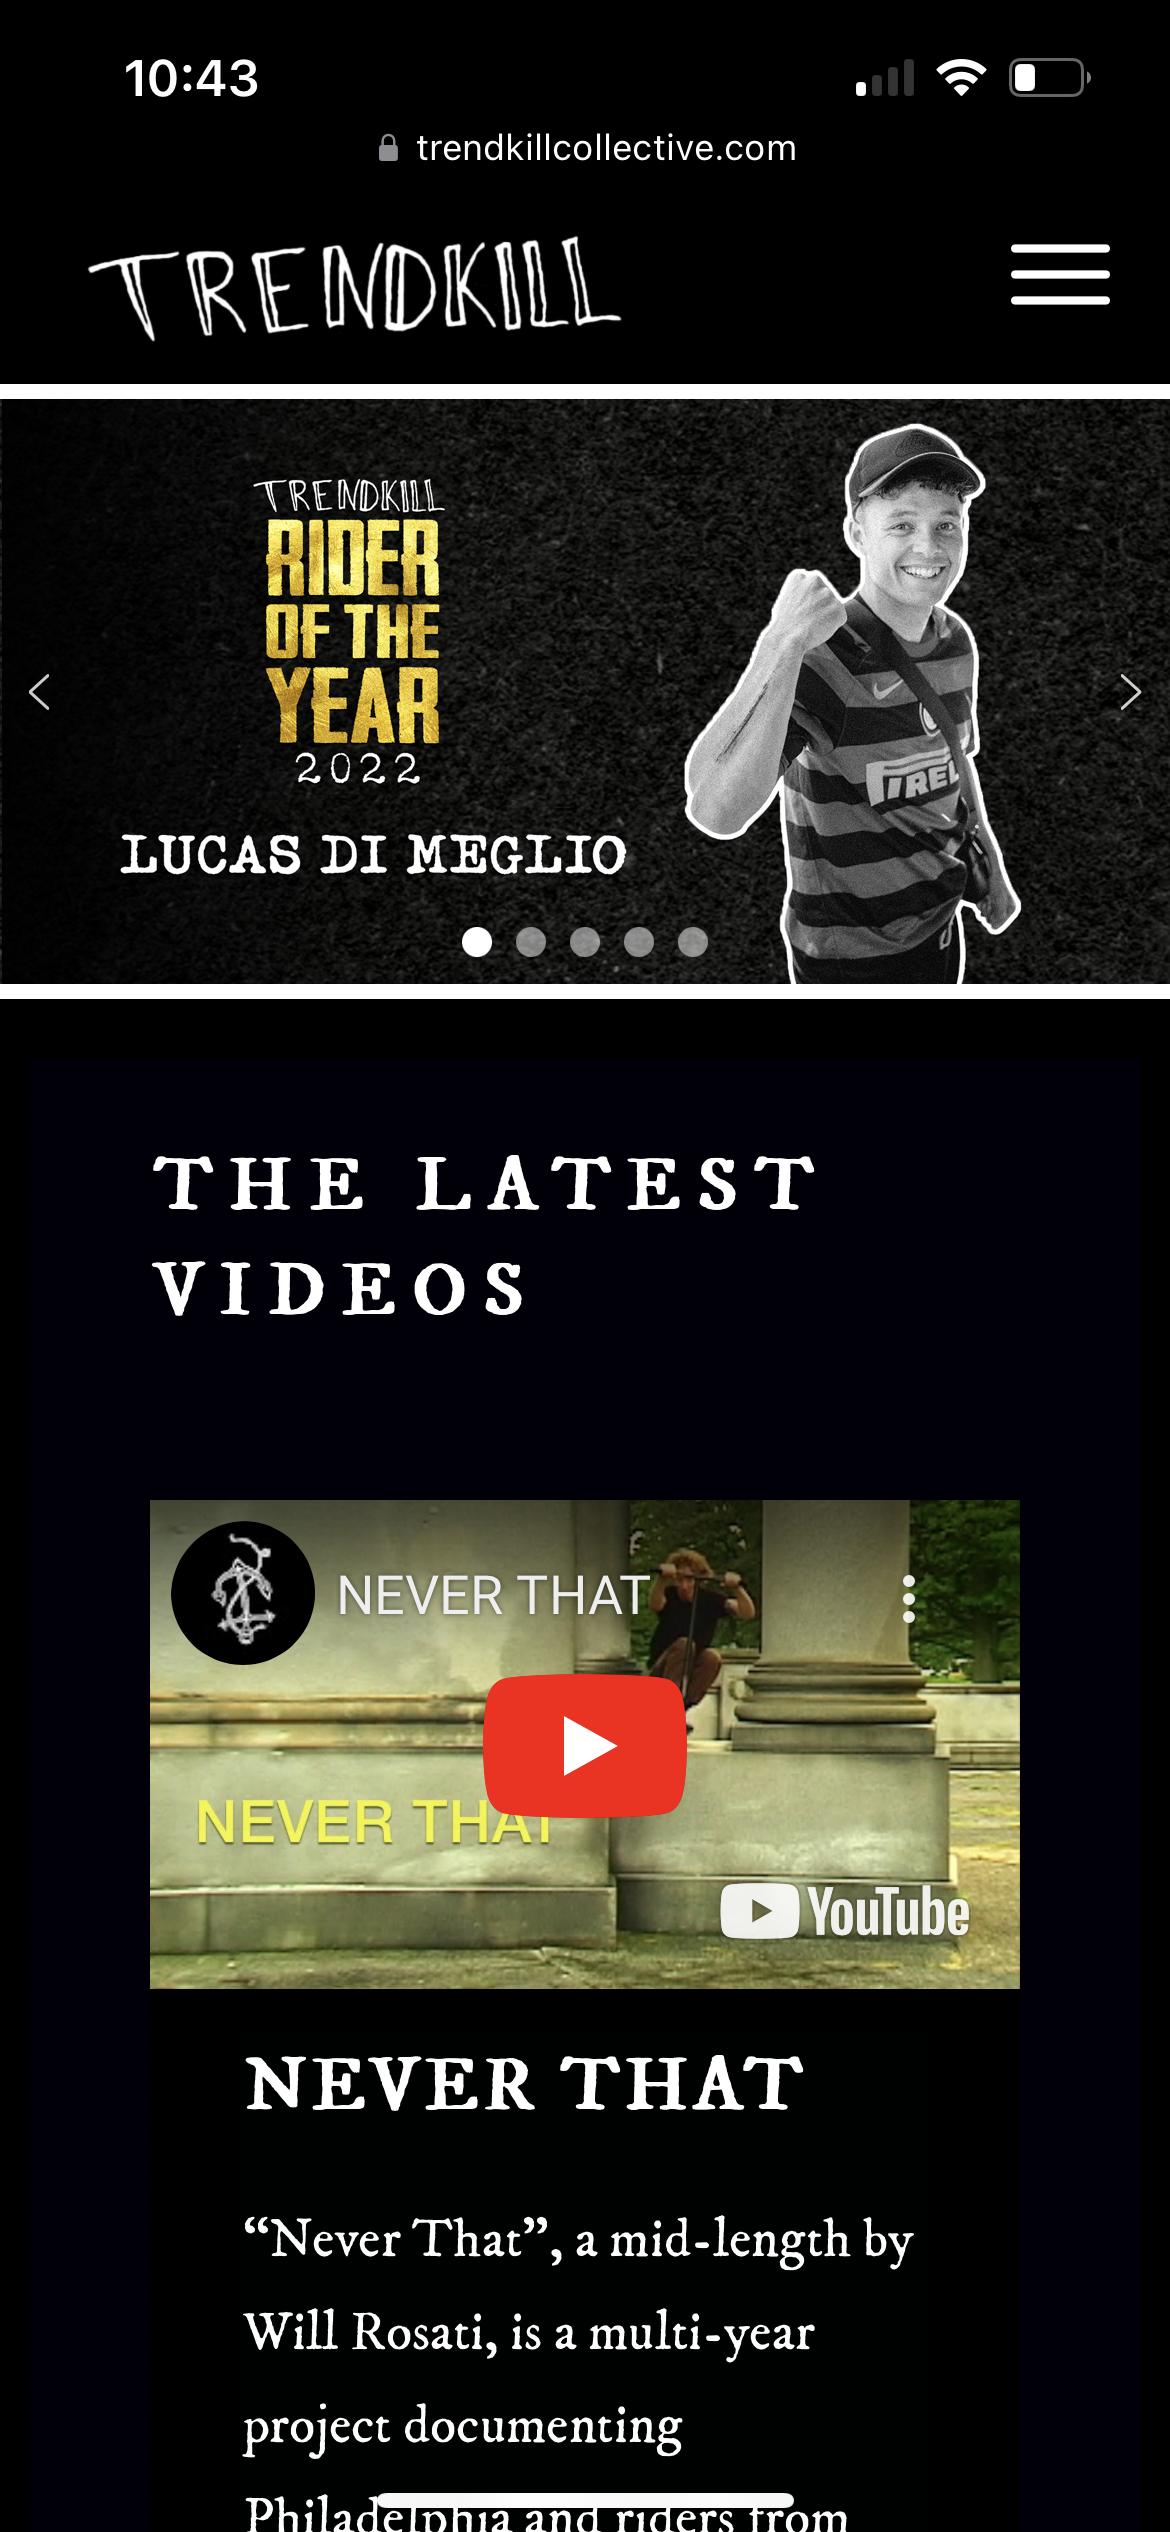 10:43
trendkillcollective.com
TRENDKILL
TRENDKILL
RIDER
OF THE
YEAR
2022
LUCAS DI MEGLIO
THE LATEST
VIDEOS
NEVER THAT
NEVER THAT
YouTube
NEVER THAT
“Never That”, a mid-length by
Will Rosati, is a multi-year
project documenting
Philadelphia and riders from